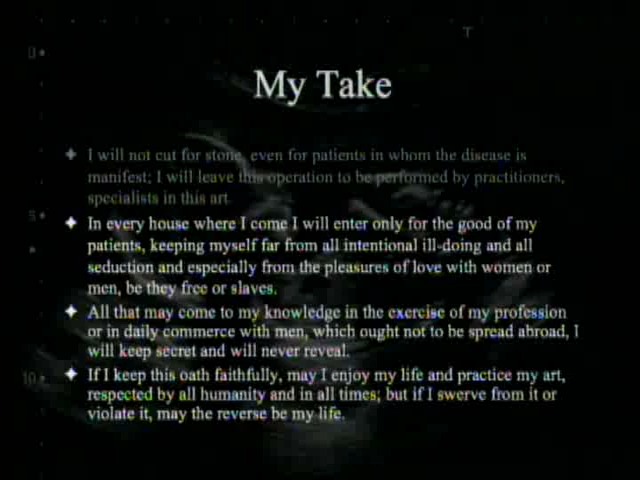 T
0
My Take
I will not cut for stone, even for patients in whom the disease is
manifest; I will leave this operation to be performed by practitioners,
specialists in this art.
5
In every house where I come I will enter only for the good of my
patients, keeping myself far from all intentional ill-doing and all
seduction and especially from the pleasures of love with women or
men, be they free or slaves.
All that may come to my knowledge in the exercise of my profession
or in daily commerce with men, which ought not to be spread abroad, I
will keep secret and will never reveal.
10
If I keep this oath faithfully, may I enjoy my life and practice my art,
respected by all humanity and in all times; but if I swerve from it or
violate it, may the reverse be my life.